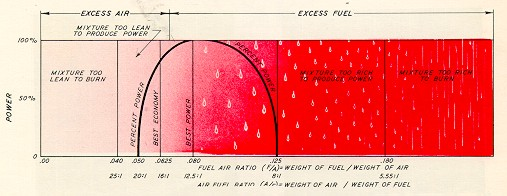 EXCESS AIR EXCESS FUEL
MIXTURE TOO LEAN
TO PRODUCE POWER
100%
MIXTURE TOO
LEAN TO BURN
PERCENT POWER
MIXTURE TOO RICH
TO PRODUCE POWER
MIXTURE TOO RICH
TO BURN
POWER
50%
PERCENT POWER
BEST ECONOMY
BEST POWER
0
.00 .040 .050 .0625 .080 .125 .180
FUEL AIR RATIO (F/A)=WEIGHT OF FUEL / WEIGHT OF AIR
25:1 20:1 16:1 12.5:1 8:1 5.55:1
AIR FUEL RATIO (A/F)= WEIGHT OF AIR / WEIGHT OF FUEL